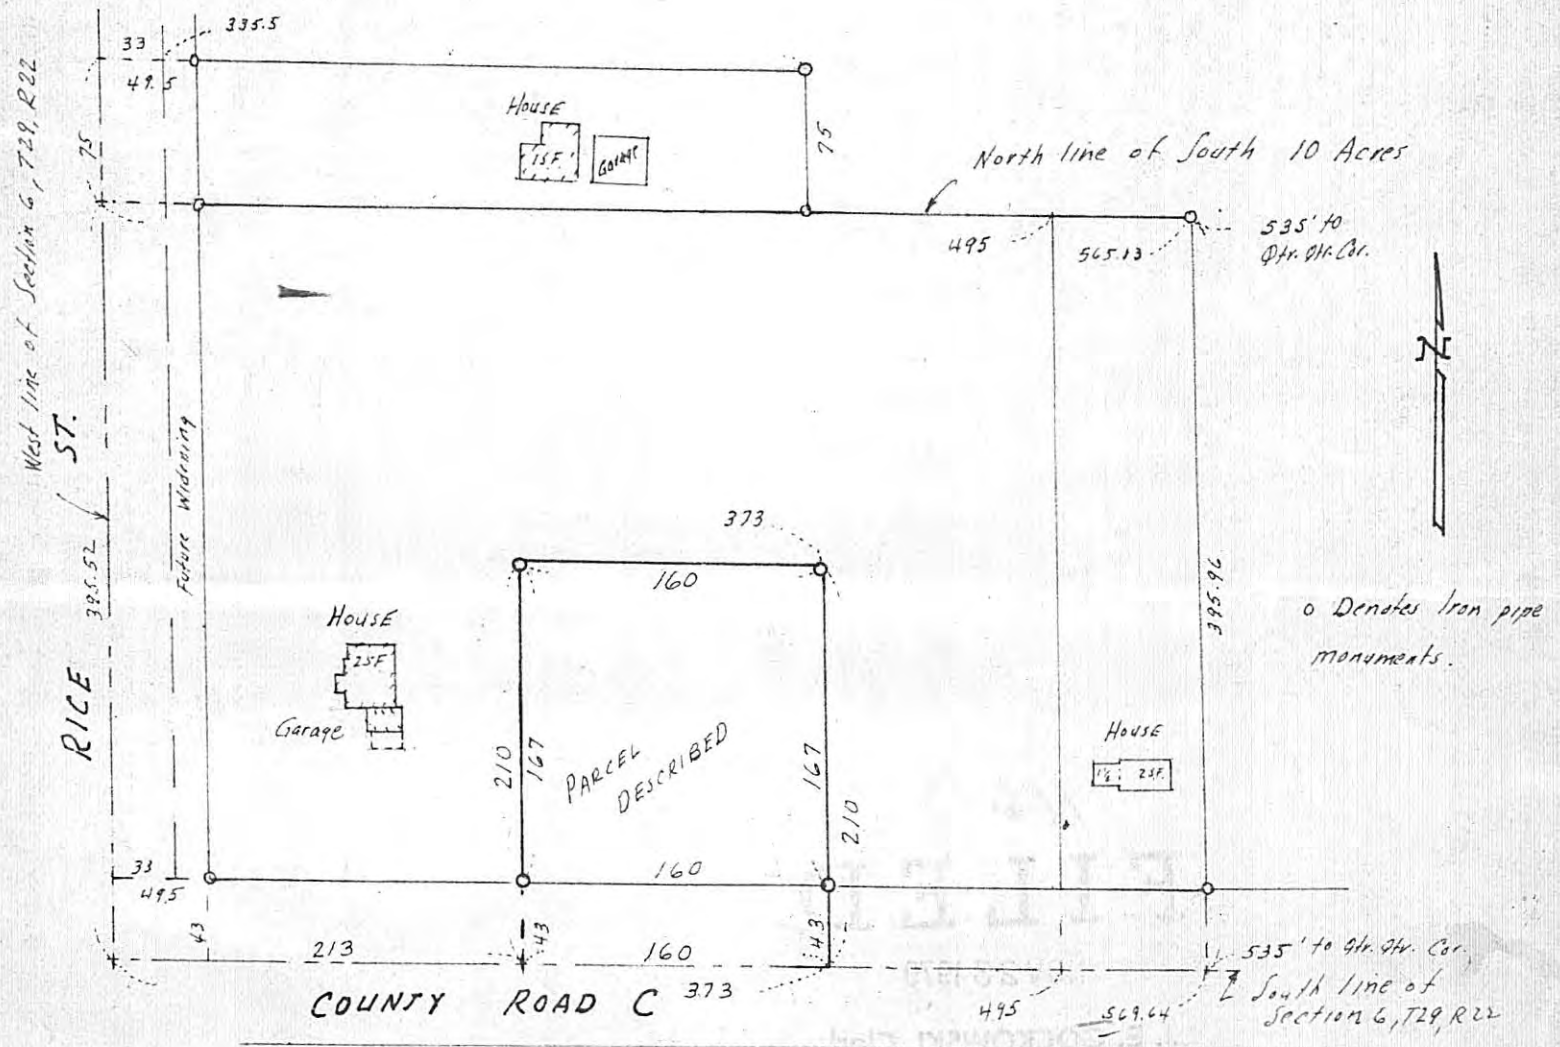 335.5
33
49.5
75
West line of Section 6, T29, R22
House
1SF.
Garage
75
North line of South 10 Acres
495
565.13
535' to
Qtr. Qtr. Cor.
N
RICE ST.
395.52
Future Widening
373
160
House
2SF
Garage
210
167
PARCEL
DESCRIBED
167
210
395.96
o Denotes Iron pipe
monuments.
House
2SF.
33
49.5
160
43
213
43
160
43
373
COUNTY ROAD C
495
569.64
535' to Qtr. Qtr. Cor.
South line of
Section 6, T29, R22